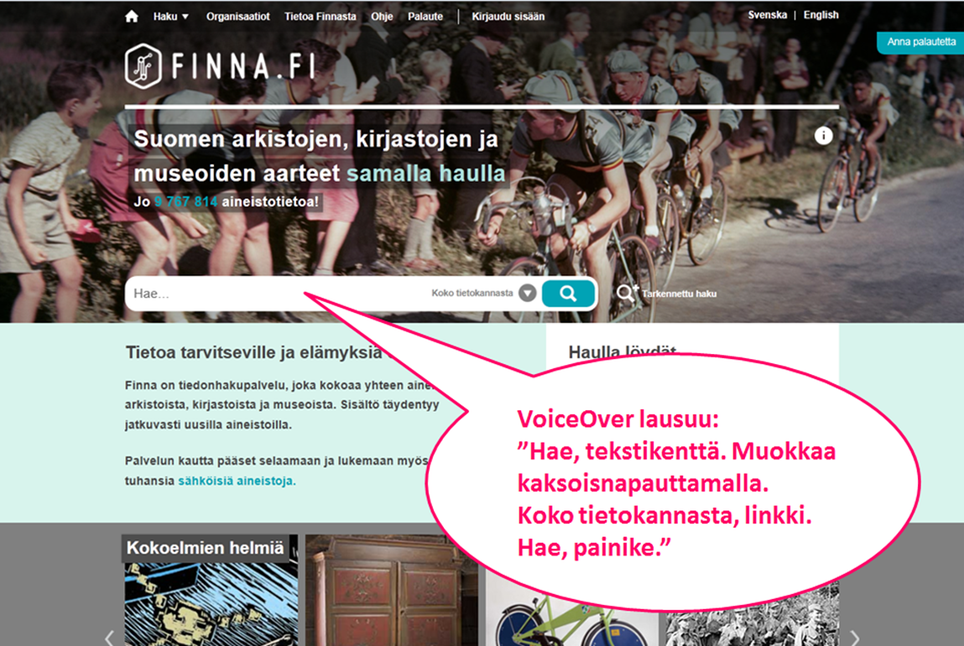 Haku Organisaatiot Tietoa Finnasta Ohje Palaute | Kirjaudu sisään
Svenska | English
Anna palautetta
FINNA.FI
Suomen arkistojen, kirjastojen ja
museoiden aarteet samalla haulla
Jo 9 767 814 aineistotietoa!
Hae...
Koko tietokannasta
Tarkennettu haku
Tietoa tarvitseville ja elämyksiä
Finna on tiedonhakupalvelu, joka kokoaa yhteen
arkistoista, kirjastoista ja museoista. Sisältö täydentyy
jatkuvasti uusilla aineistoilla.
Palvelun kautta pääset selaamaan ja lukemaan myös
tuhansia sähköisiä aineistoja.
Haulla löydät
VoiceOver lausuu:
”Hae, tekstikenttä. Muokkaa
kaksoisnapauttamalla.
Koko tietokannasta, linkki.
Hae, painike.”
Kokoelmien helmiä